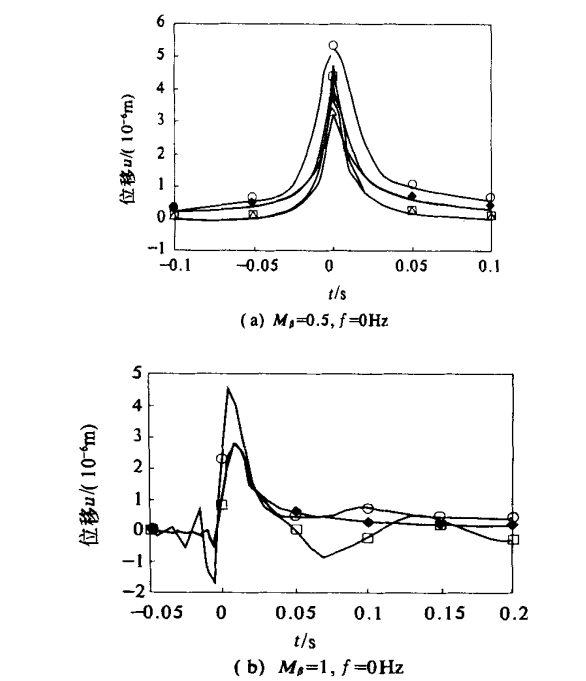 6
5
4
3
2
1
0
−1
位移u/(10⁻⁶m)
−0.1 −0.05 0 0.05 0.1
t/s
(a) Mᵦ=0.5, f=0Hz
5
4
3
2
1
0
−1
−2
位移u/(10⁻⁶m)
−0.05 0 0.05 0.1 0.15 0.2
t/s
(b) Mᵦ=1, f=0Hz